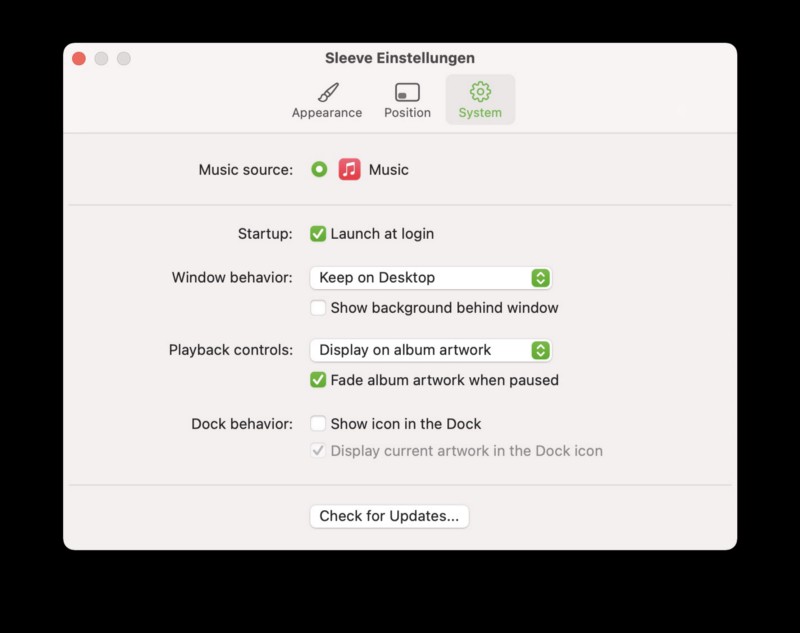 Sleeve Einstellungen
Appearance Position System
Music source: Music
Startup: Launch at login
Window behavior: Keep on Desktop
Show background behind window
Playback controls: Display on album artwork
Fade album artwork when paused
Dock behavior: Show icon in the Dock
Display current artwork in the Dock icon
Check for Updates...